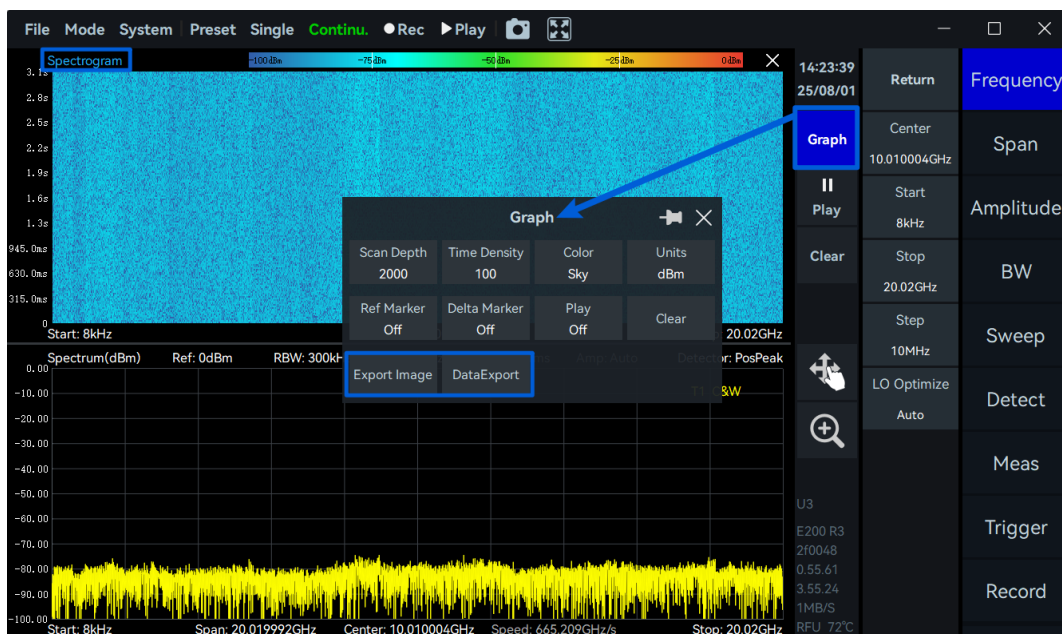 File Mode System Preset Single Continu. Rec Play
Spectrogram
-100dBm -75dBm -50dBm -25dBm 0dBm
3.1s
2.8s
2.5s
2.2s
1.9s
1.6s
1.3s
945.0ms
630.0ms
315.0ms
0
Start: 8kHz
20.02GHz
Graph
Scan Depth Time Density Color Units
2000 100 Sky dBm
Ref Marker Delta Marker Play Clear
Off Off Off
Export Image DataExport
Spectrum(dBm) Ref: 0dBm RBW: 300kH Amp: Auto Detector: PosPeak
T1: C&W
0.00
-10.00
-20.00
-30.00
-40.00
-50.00
-60.00
-70.00
-80.00
-90.00
-100.00
Start: 8kHz Span: 20.019992GHz Center: 10.010004GHz Speed: 665.209GHz/s Stop: 20.02GHz
14:23:39
25/08/01
Graph
Play
Clear
U3
E200 R3
2f0048
0.55.61
3.55.24
1MB/S
RFU 72°C
Return
Center
10.010004GHz
Start
8kHz
Stop
20.02GHz
Step
10MHz
LO Optimize
Auto
Frequency
Span
Amplitude
BW
Sweep
Detect
Meas
Trigger
Record